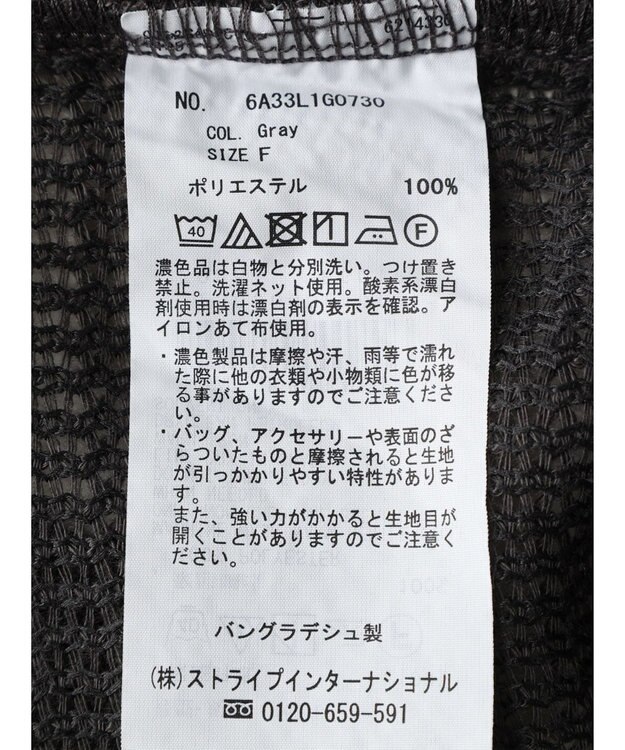 NO. 6A33L1G0730
COL. Gray
SIZE F
ポリエステル 100%
40
F
濃色品は白物と分別洗い。つけ置き
禁止。洗濯ネット使用。酸素系漂白
剤使用時は漂白剤の表示を確認。ア
イロンあて布使用。
・濃色製品は摩擦や汗、雨等で濡れ
た際に他の衣類や小物類に色が移
る事がありますのでご注意くださ
い。
・バッグ、アクセサリーや表面のざ
らついたものと摩擦されると生地
が引っかかりやすい特性がありま
す。
また、強い力がかかると生地目が
開くことがありますのでご注意く
ださい。
バングラデシュ製
(株)ストライプインターナショナル
0120-659-591